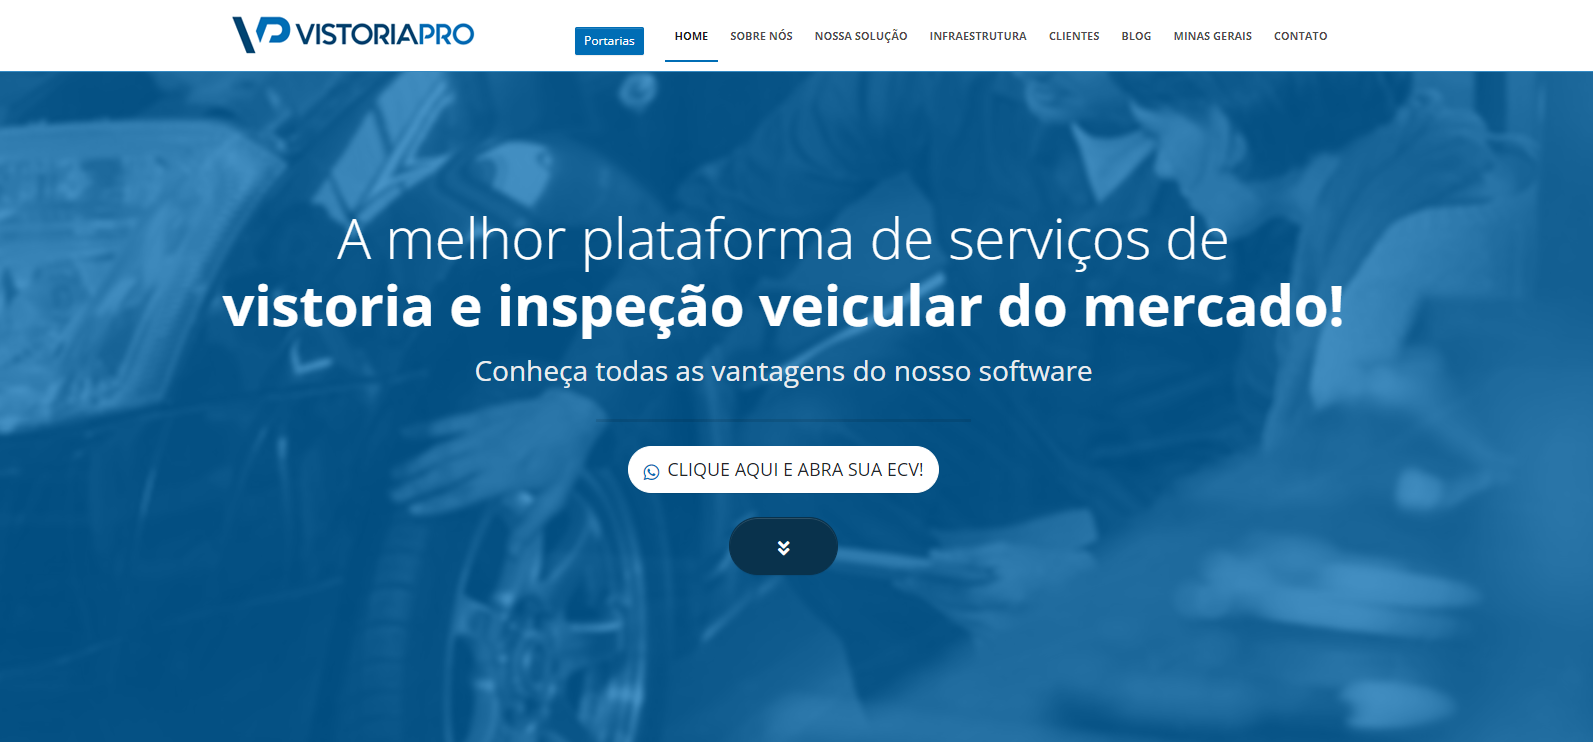 VP VISTORIAPRO
Portarias
HOME
SOBRE NÓS
NOSSA SOLUÇÃO
INFRAESTRUTURA
CLIENTES
BLOG
MINAS GERAIS
CONTATO
A melhor plataforma de serviços de
vistoria e inspeção veicular do mercado!
Conheça todas as vantagens do nosso software
CLIQUE AQUI E ABRA SUA ECV!